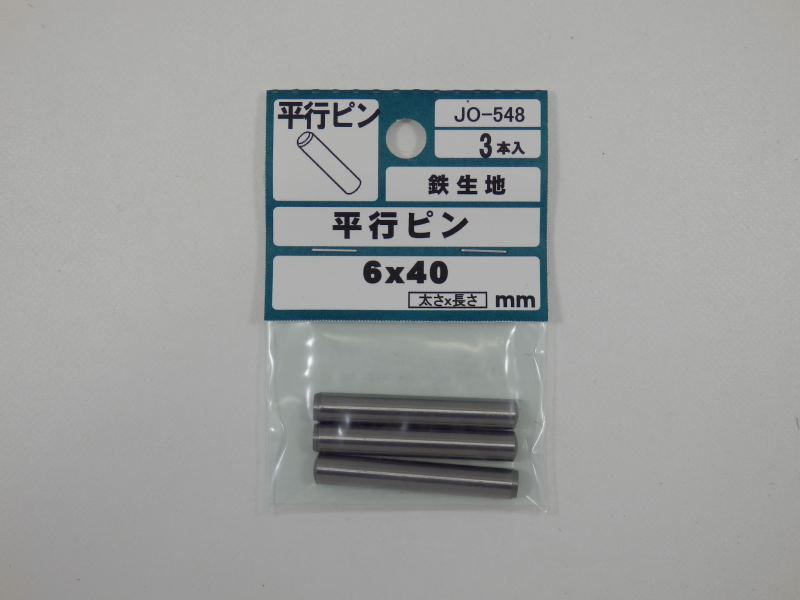 平行ピン
JO-548
3本入
鉄生地
平行ピン
6x40
太さx長さ mm